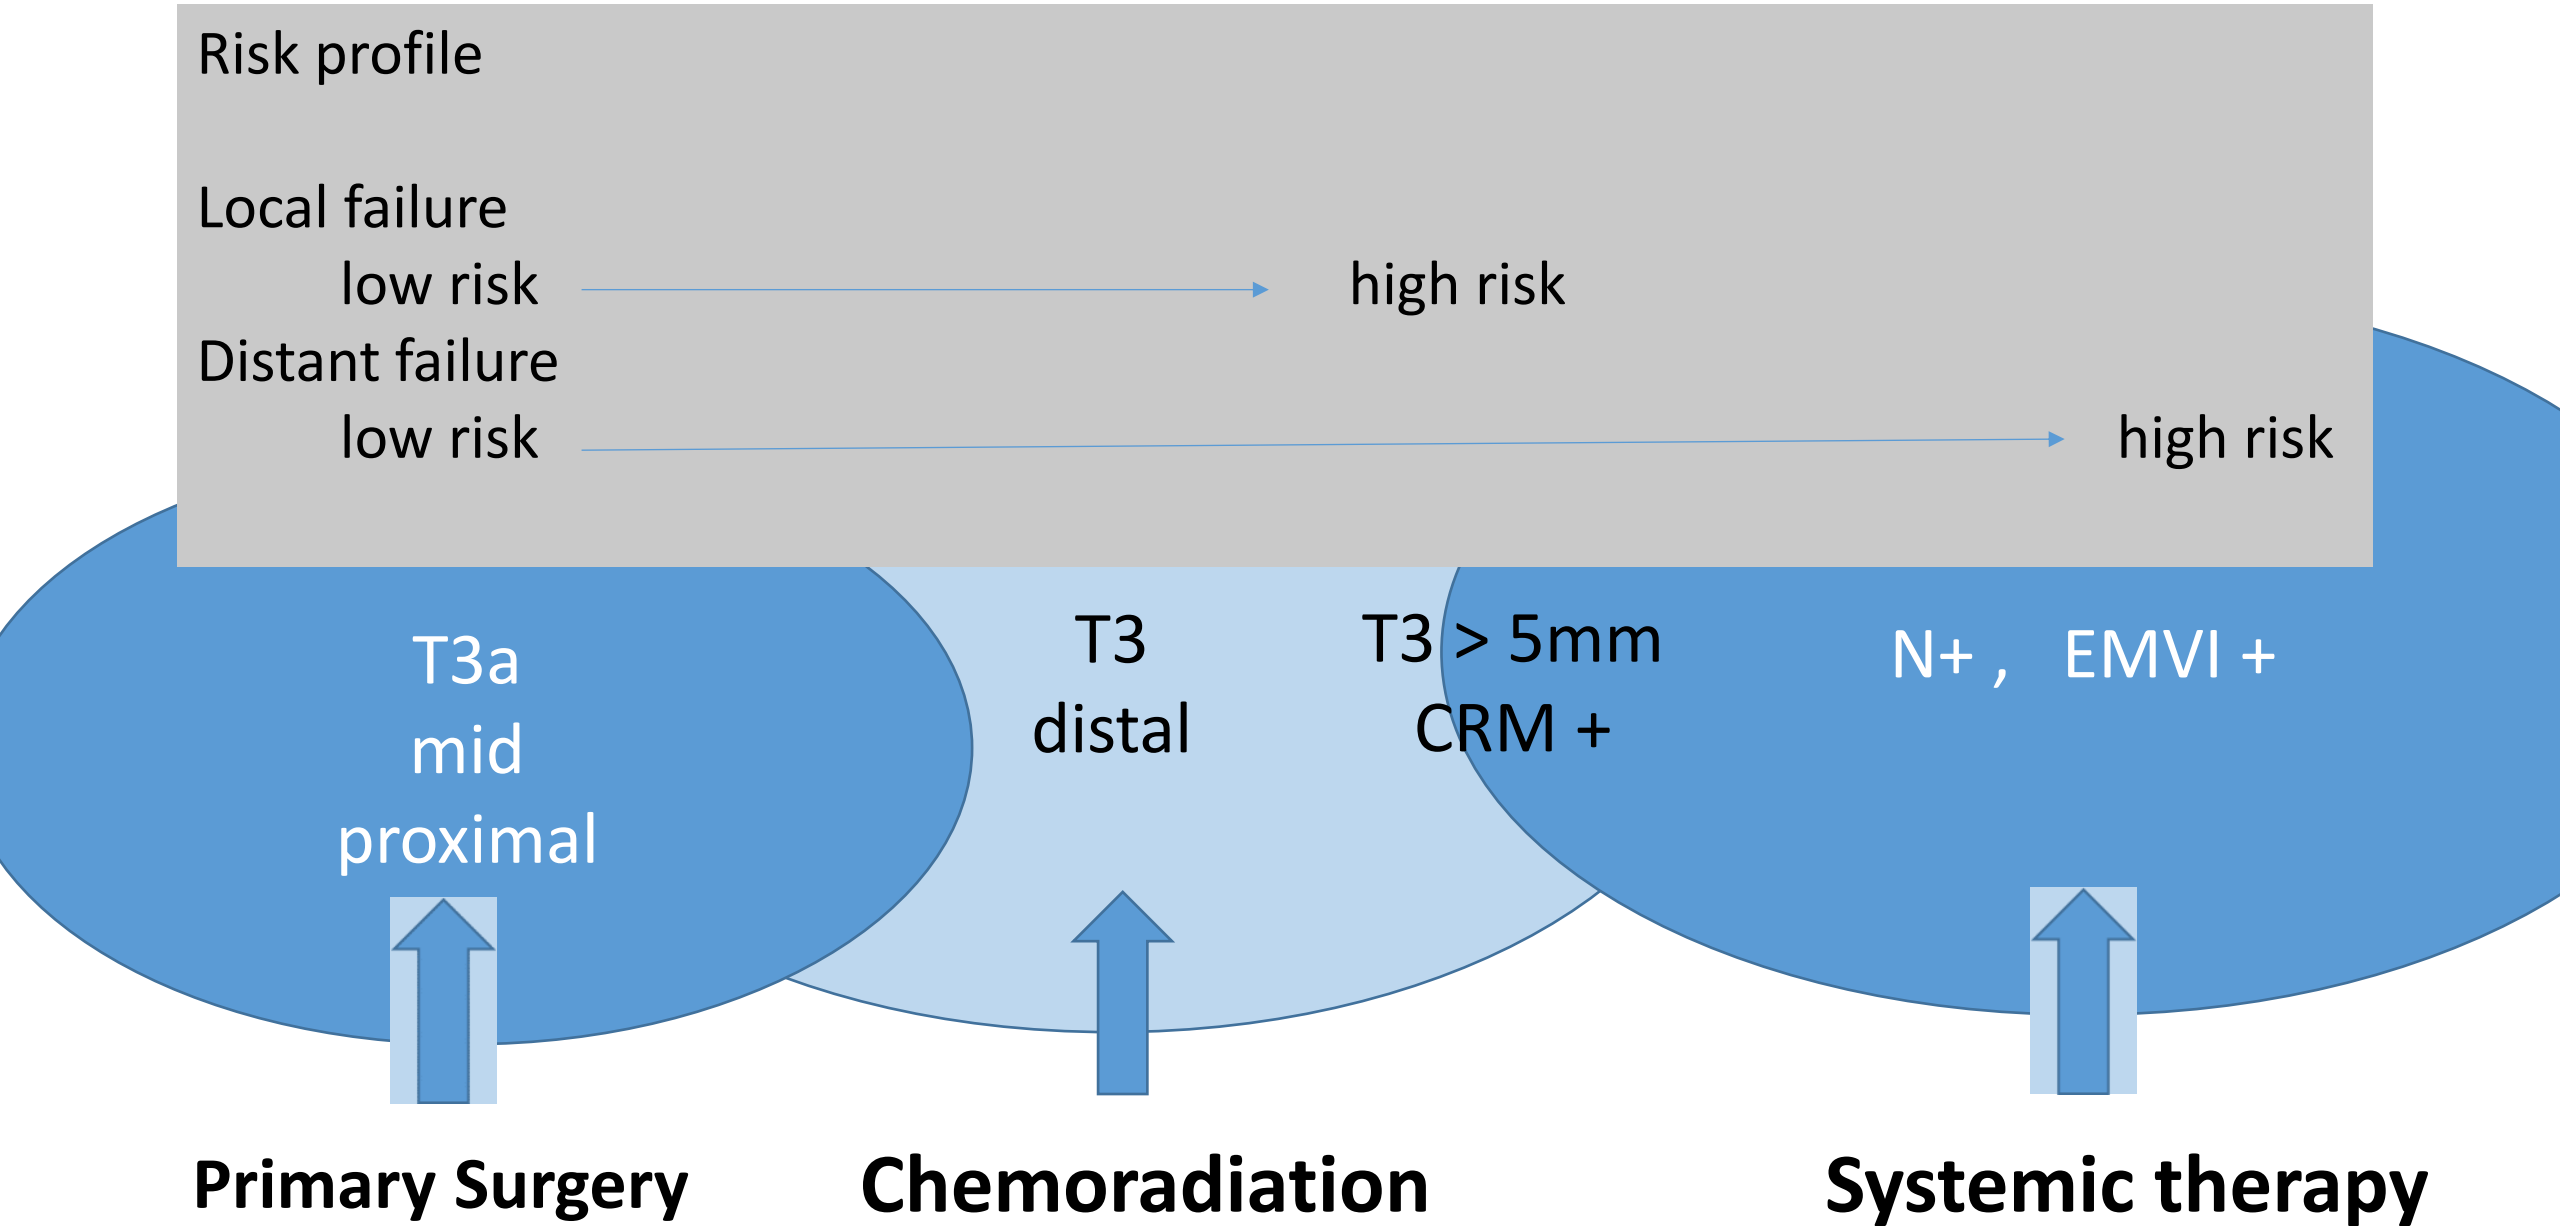 Risk profile
Local failure
low risk high risk
Distant failure
low risk high risk
T3a
mid
proximal
T3
distal
T3 > 5mm
CRM +
N+ , EMVI +
Primary Surgery
Chemoradiation
Systemic therapy